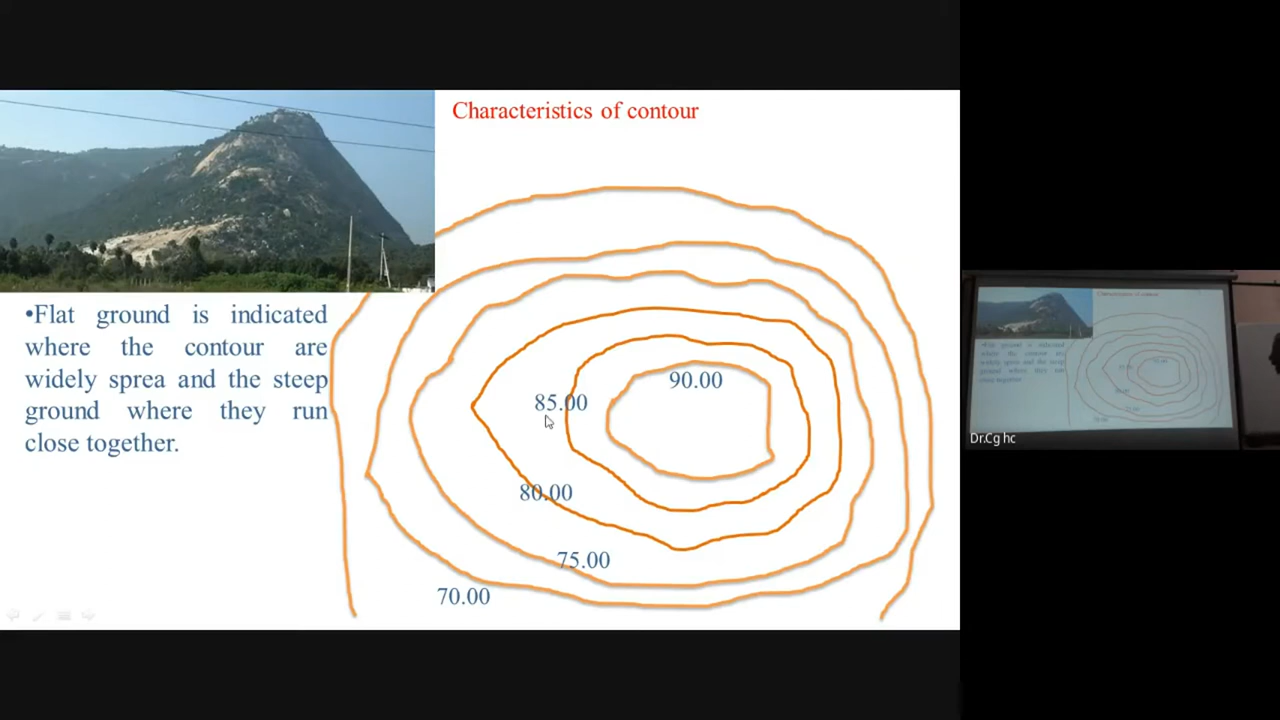 Characteristics of contour
•Flat ground is indicated
where the contour are
widely sprea and the steep
ground where they run
close together.
90.00
85.00
80.00
75.00
70.00
Dr.Cg hc